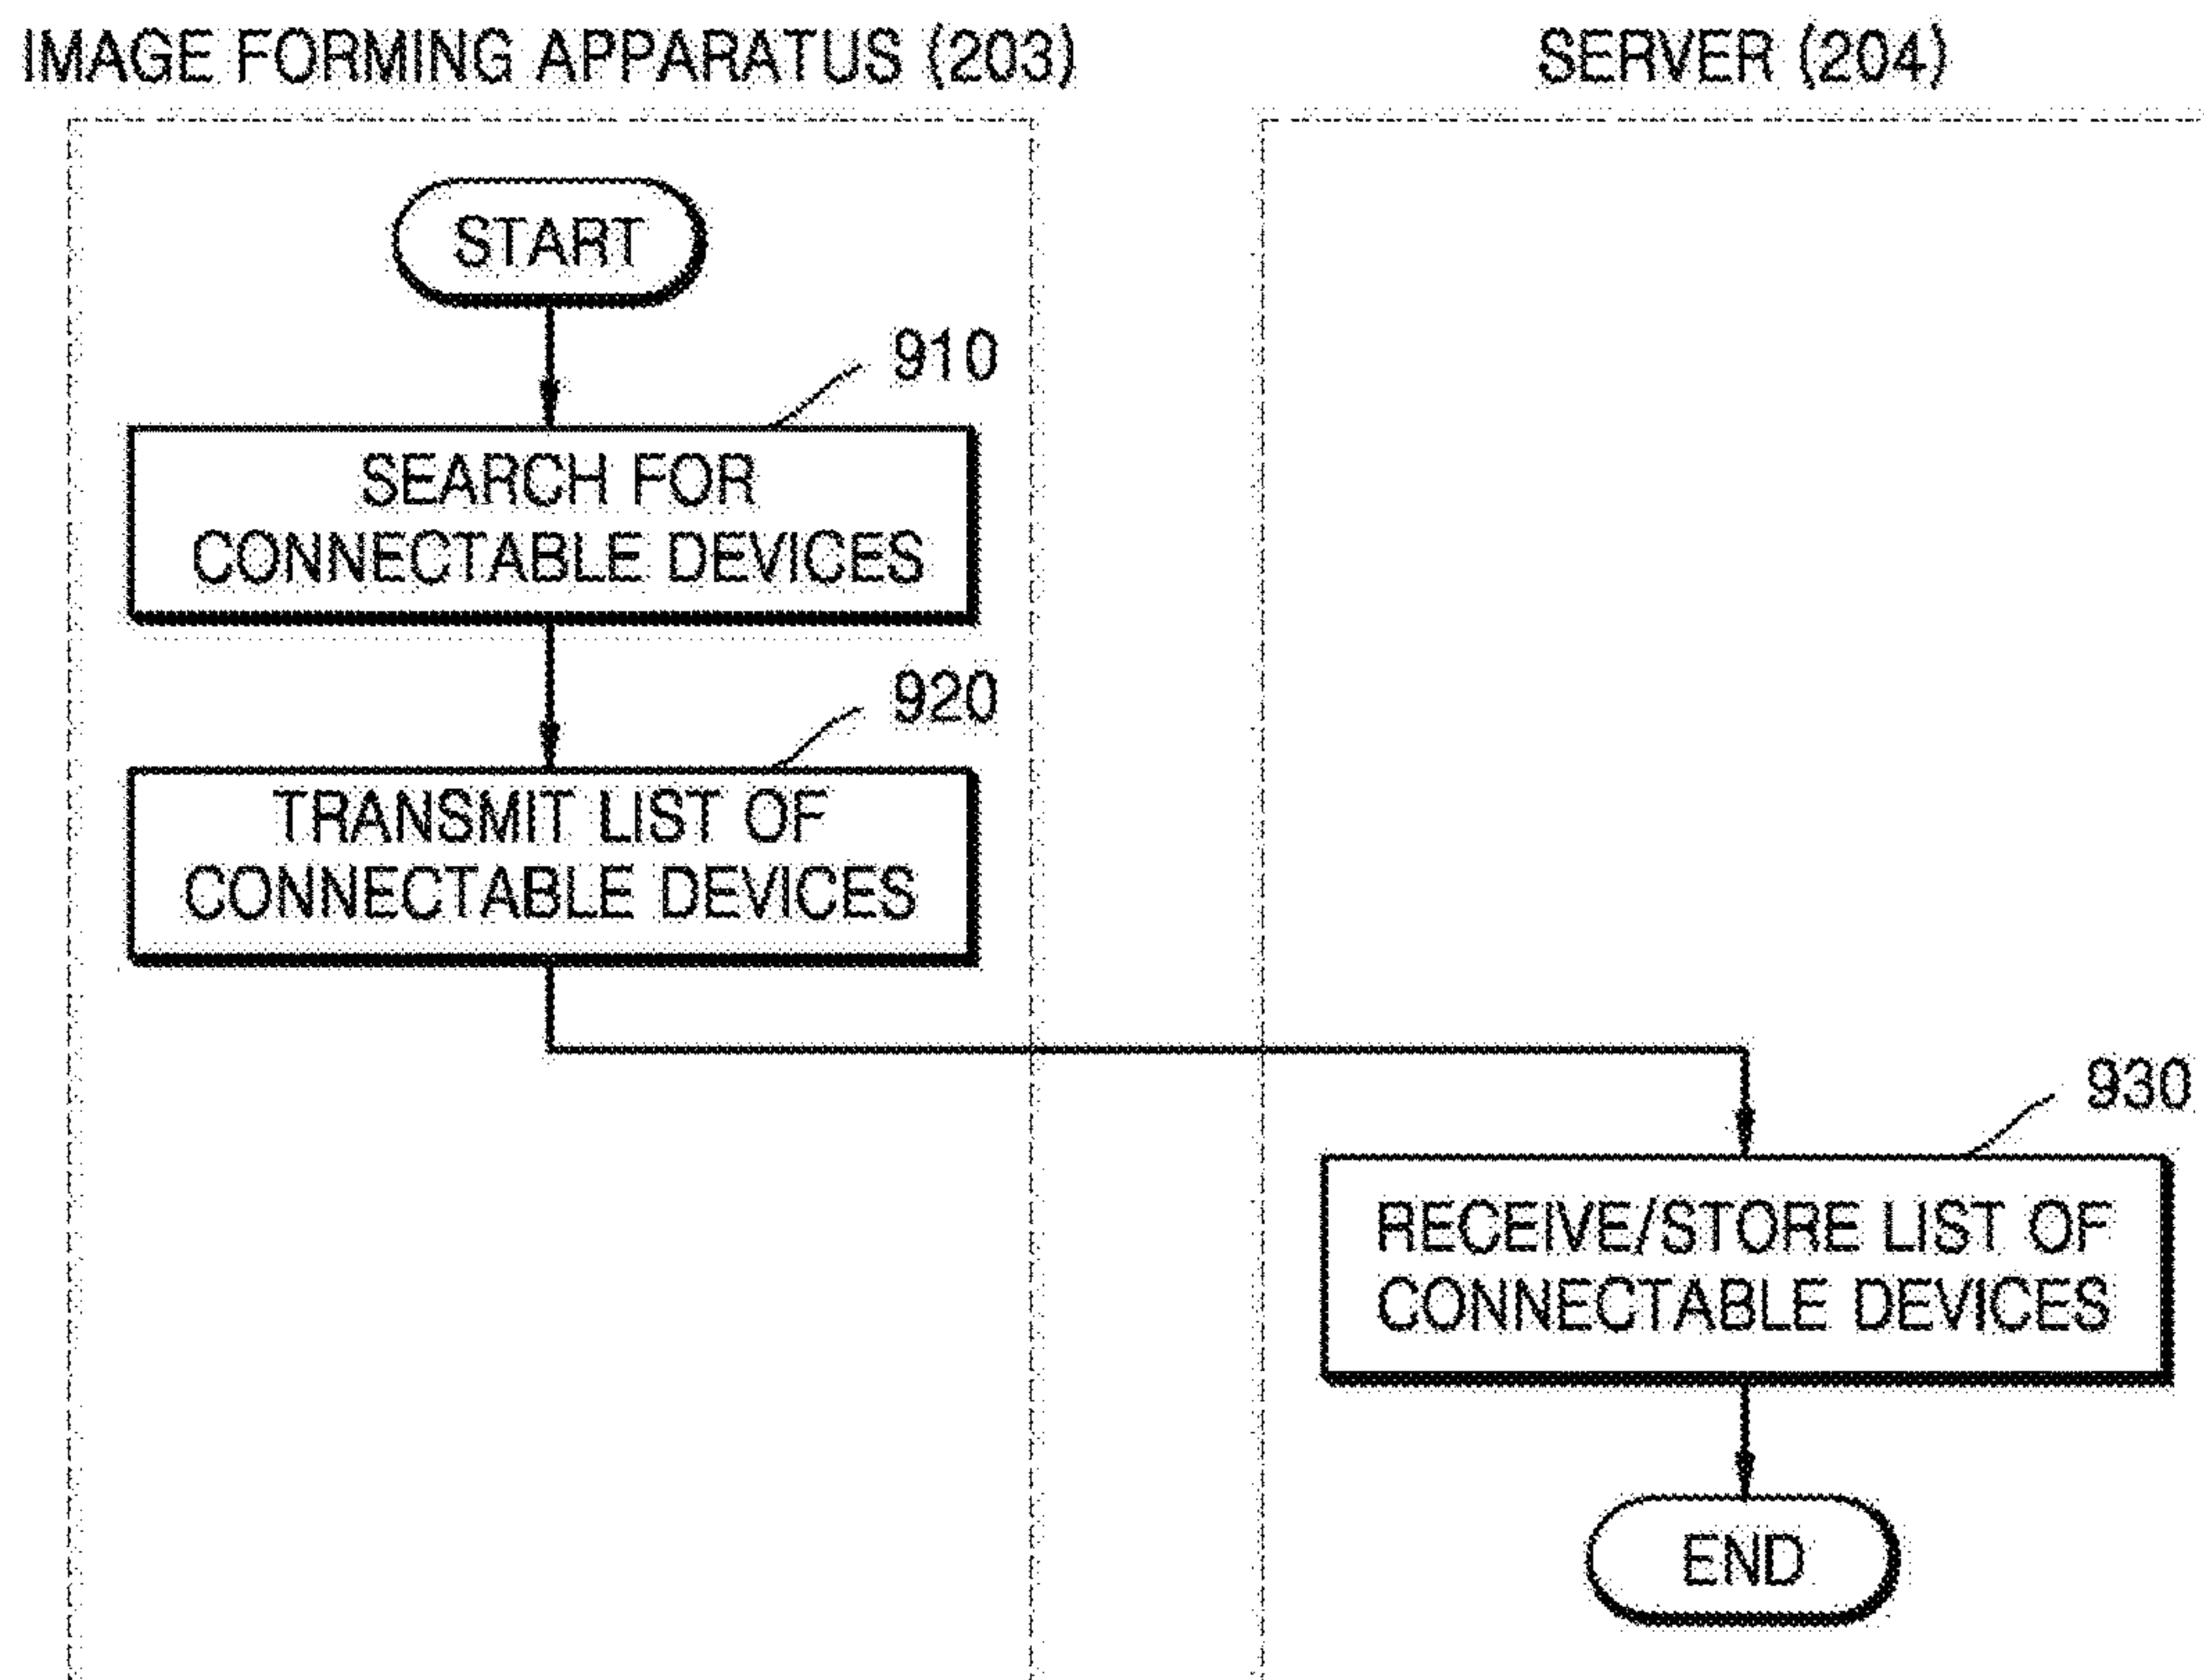 IMAGE FORMING APPARATUS (203)
SERVER (204)
START
910
SEARCH FOR
CONNECTABLE DEVICES
920
TRANSMIT LIST OF
CONNECTABLE DEVICES
930
RECEIVE/STORE LIST OF
CONNECTABLE DEVICES
END